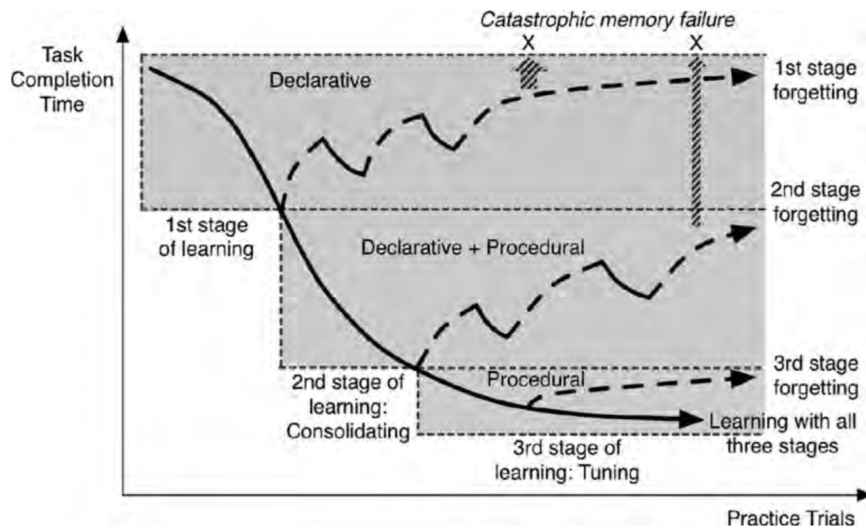 Catastrophic memory failure
X X
Task
Completion
Time
Declarative
1st stage
forgetting
2nd stage
forgetting
1st stage
of learning
Declarative + Procedural
3rd stage
forgetting
Procedural
2nd stage of
learning:
Consolidating
Learning with all
three stages
3rd stage of
learning: Tuning
Practice Trials